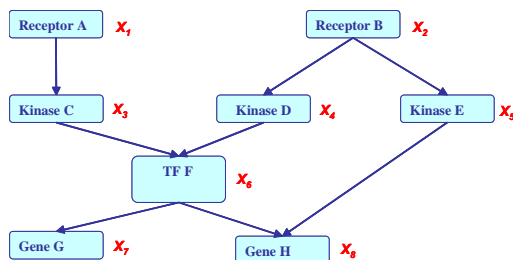 Receptor A X₁ Receptor B X₂
Kinase C X₃ Kinase D X₄ Kinase E X₅
TF F X₆
Gene G X₇ Gene H X₈